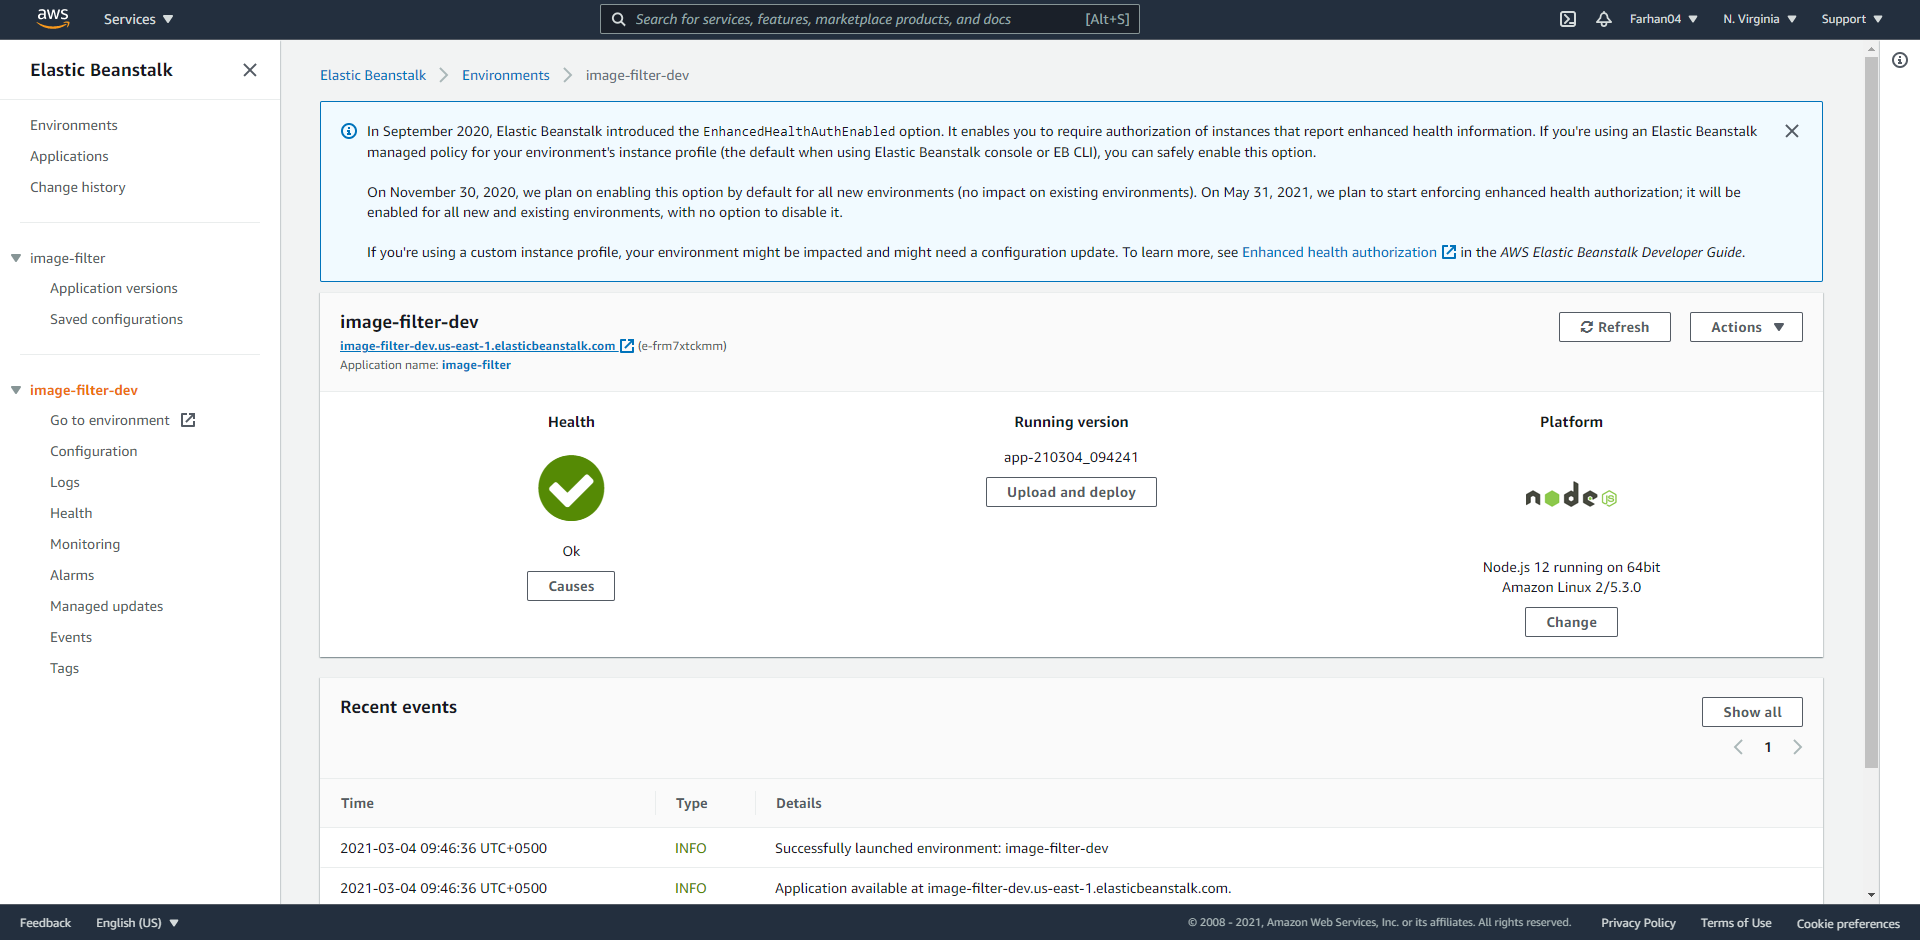 aws
Services
Search for services, features, marketplace products, and docs
[Alt+S]
Farhan04
N. Virginia
Support
Elastic Beanstalk
Environments
Applications
Change history
image-filter
Application versions
Saved configurations
image-filter-dev
Go to environment
Configuration
Logs
Health
Monitoring
Alarms
Managed updates
Events
Tags
Elastic Beanstalk
Environments
image-filter-dev
In September 2020, Elastic Beanstalk introduced the EnhancedHealthAuthEnabled option. It enables you to require authorization of instances that report enhanced health information. If you're using an Elastic Beanstalk
managed policy for your environment's instance profile (the default when using Elastic Beanstalk console or EB CLI), you can safely enable this option.
On November 30, 2020, we plan on enabling this option by default for all new environments (no impact on existing environments). On May 31, 2021, we plan to start enforcing enhanced health authorization; it will be
enabled for all new and existing environments, with no option to disable it.
If you're using a custom instance profile, your environment might be impacted and might need a configuration update. To learn more, see Enhanced health authorization in the AWS Elastic Beanstalk Developer Guide.
image-filter-dev
image-filter-dev.us-east-1.elasticbeanstalk.com (e-frm7xtckmm)
Application name: image-filter
Refresh
Actions
Health
Ok
Causes
Running version
app-210304_094241
Upload and deploy
Platform
node JS
Node.js 12 running on 64bit
Amazon Linux 2/5.3.0
Change
Recent events
Show all
1
Time
Type
Details
2021-03-04 09:46:36 UTC+0500
INFO
Successfully launched environment: image-filter-dev
2021-03-04 09:46:36 UTC+0500
INFO
Application available at image-filter-dev.us-east-1.elasticbeanstalk.com.
Feedback
English (US)
© 2008 - 2021, Amazon Web Services, Inc. or its affiliates. All rights reserved.
Privacy Policy
Terms of Use
Cookie preferences